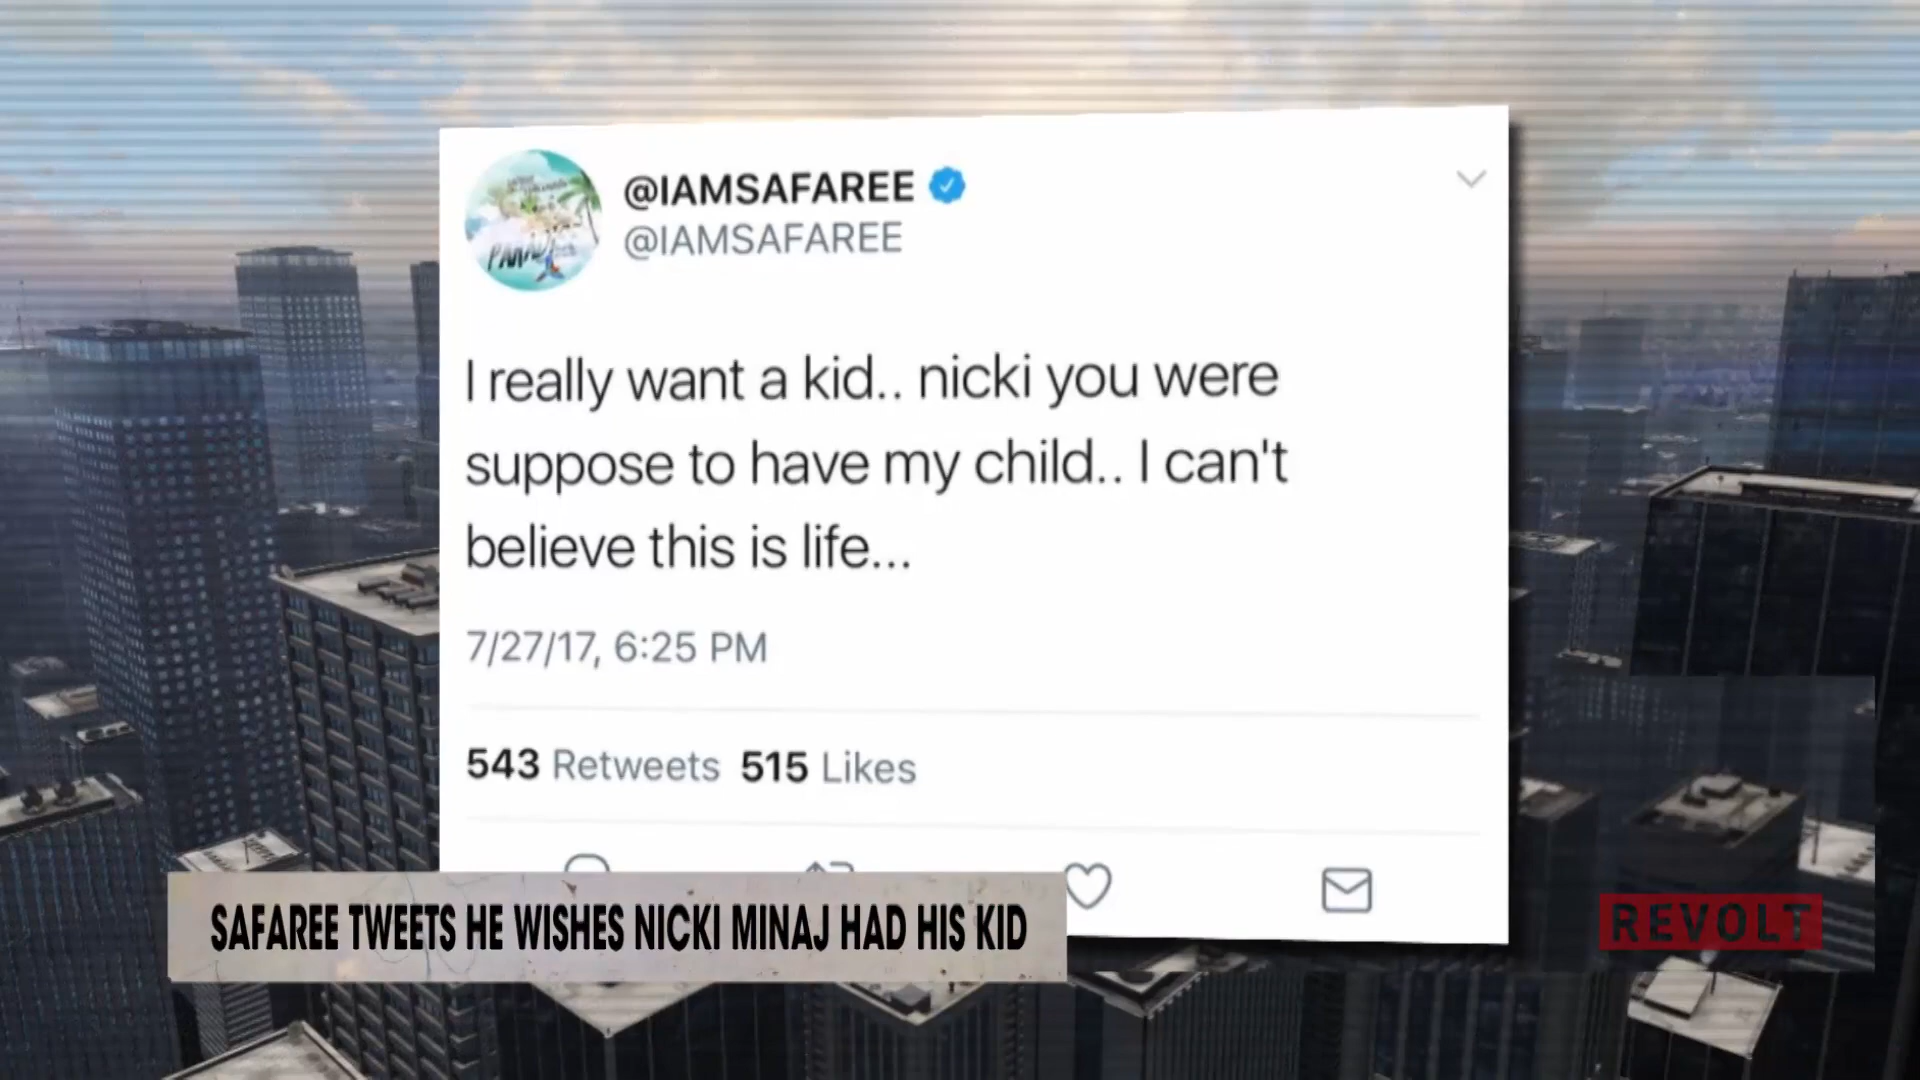 @IAMSAFAREE
@IAMSAFAREE
I really want a kid.. nicki you were
suppose to have my child.. I can't
believe this is life...
7/27/17, 6:25 PM
543 Retweets 515 Likes
SAFAREE TWEETS HE WISHES NICKI MINAJ HAD HIS KID
REVOLT